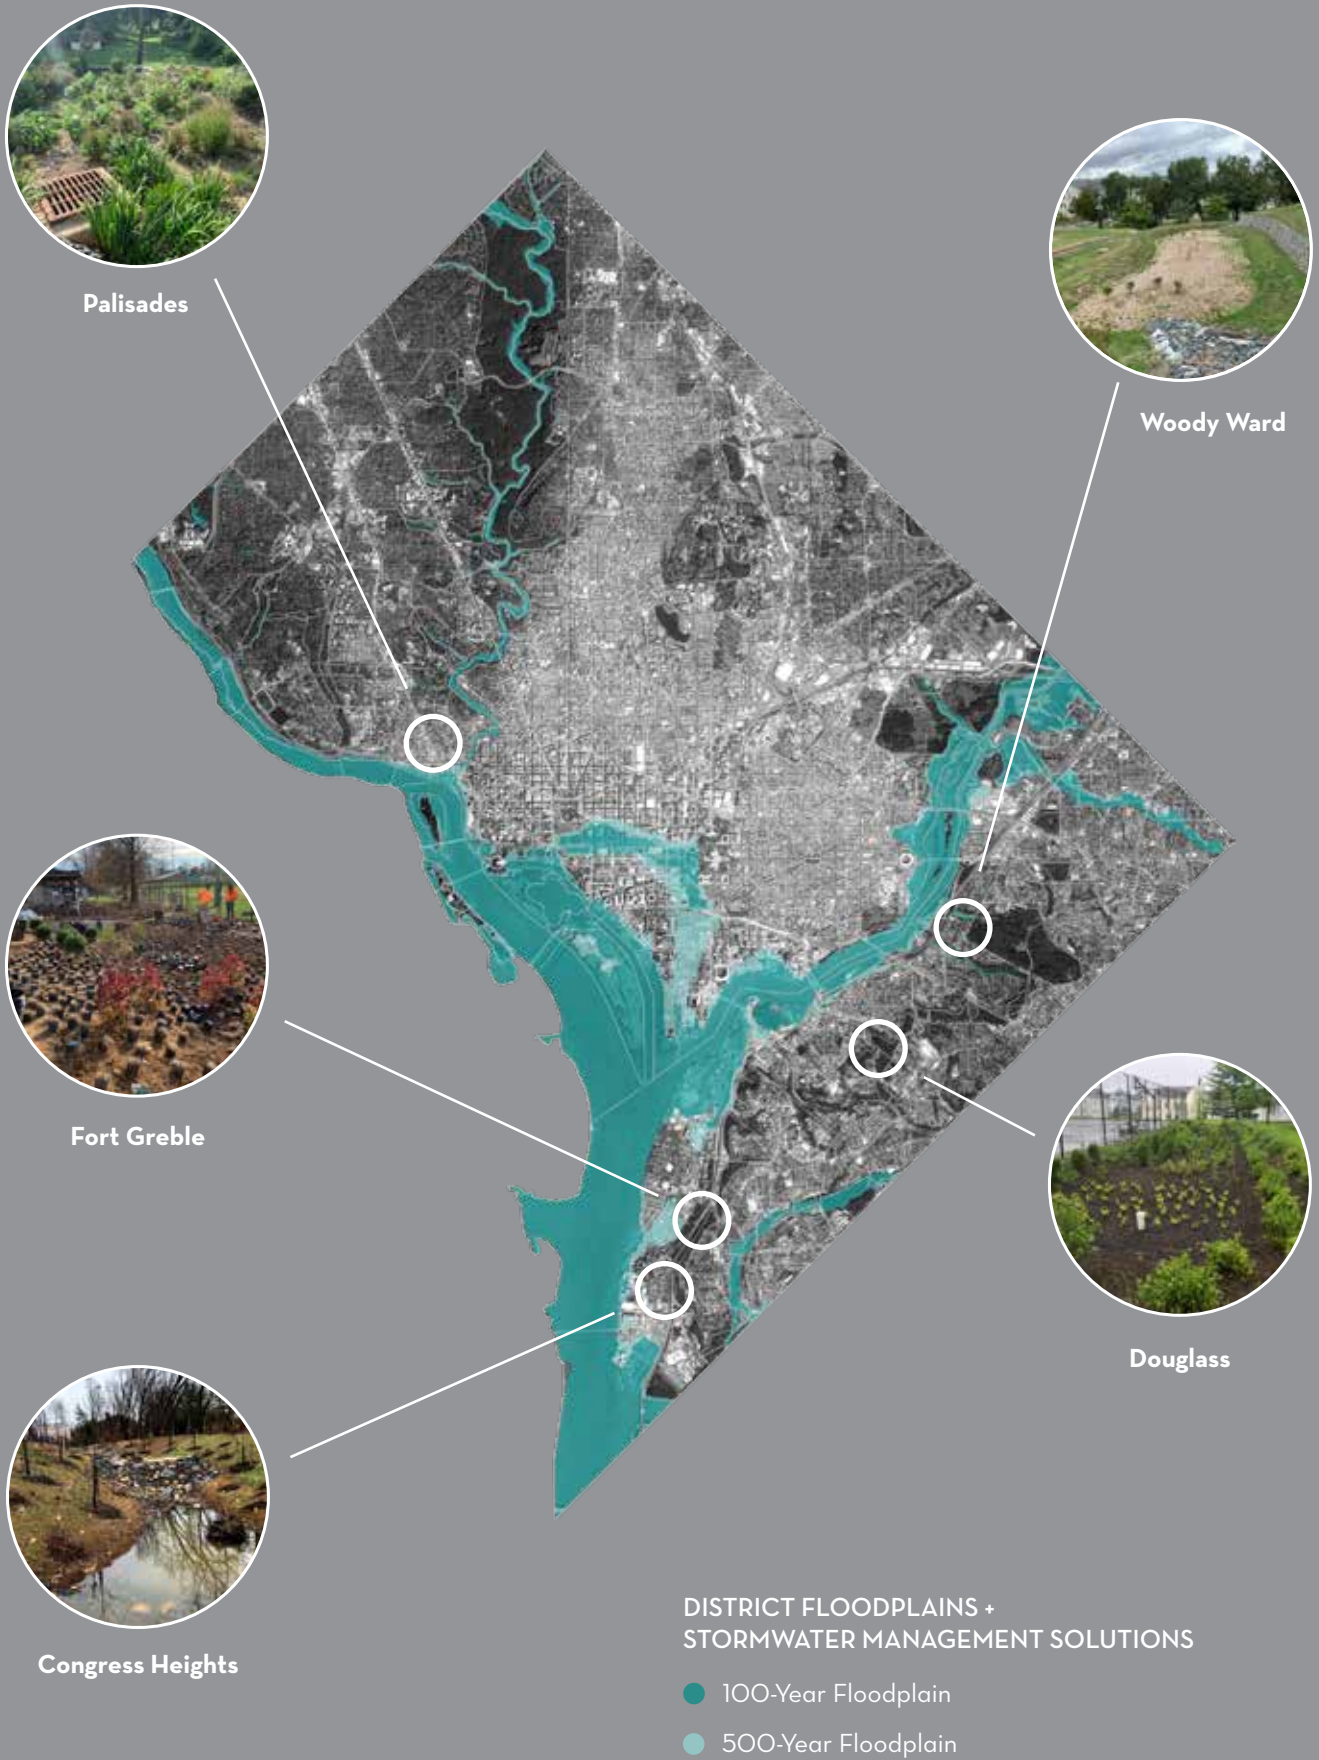 Palisades
Woody Ward
Fort Greble
Douglass
Congress Heights
DISTRICT FLOODPLAINS +
STORMWATER MANAGEMENT SOLUTIONS
100-Year Floodplain
500-Year Floodplain